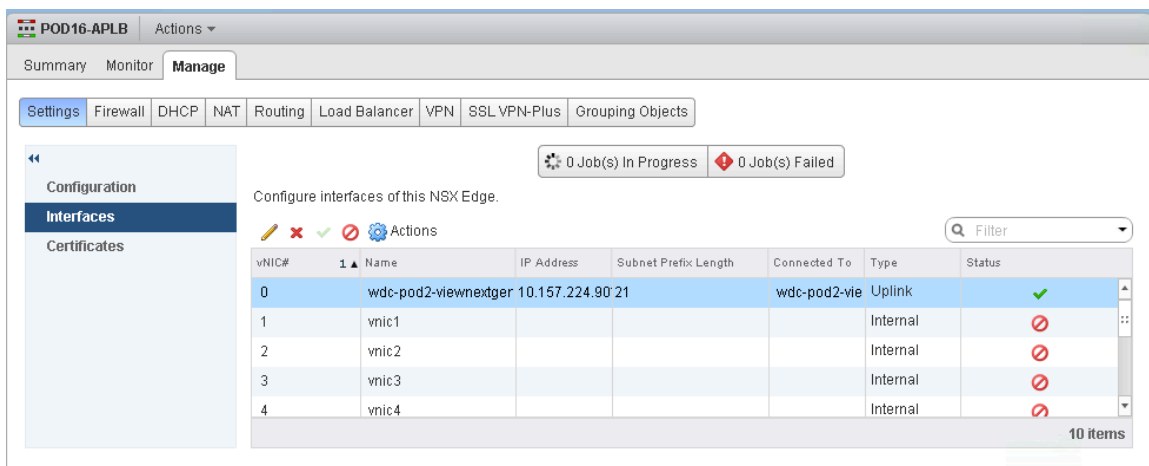 POD16-APLB Actions
Summary Monitor Manage
Settings Firewall DHCP NAT Routing Load Balancer VPN SSL VPN-Plus Grouping Objects
0 Job(s) In Progress 0 Job(s) Failed
Configuration
Interfaces
Certificates
Configure interfaces of this NSX Edge.
Actions
Filter
vNIC# 1 ▲ Name IP Address Subnet Prefix Length Connected To Type Status
0 wdc-pod2-viewnextger 10.157.224.90 21 wdc-pod2-vie Uplink
1 vnic1 Internal
2 vnic2 Internal
3 vnic3 Internal
4 vnic4 Internal
10 items